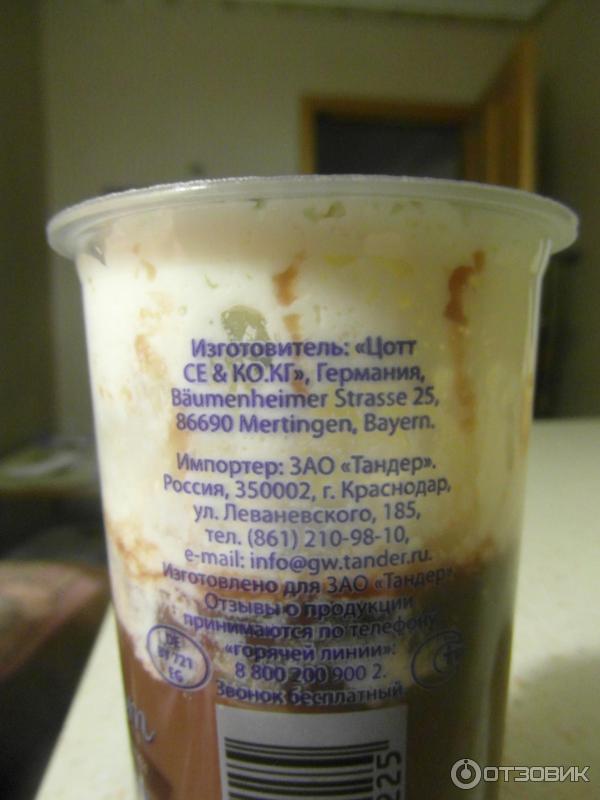 Изготовитель: «Цотт
СЕ & КО.КГ», Германия,
Bäumenheimer Strasse 25,
86690 Mertingen, Bayern.
Импортер: ЗАО «Тандер».
Россия, 350002, г. Краснодар,
ул. Леваневского, 185,
тел. (861) 210-98-10,
e-mail: info@gw.tander.ru.
Изготовлено для ЗАО «Тандер»
Отзывы о продукции
принимаются по телефону
«горячей линии»:
8 800 200 900 2.
Звонок бесплатный.
DE
BY 721
EG
225
ОТЗОВИК